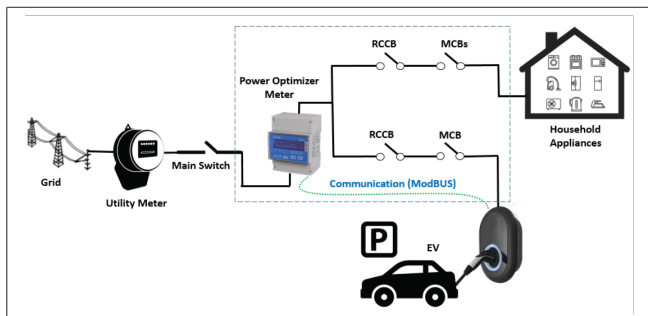 RCCB
MCBs
Power Optimizer
Meter
Main Switch
Grid
Utility Meter
Household
Appliances
RCCB
MCB
Communication (ModBUS)
P
EV